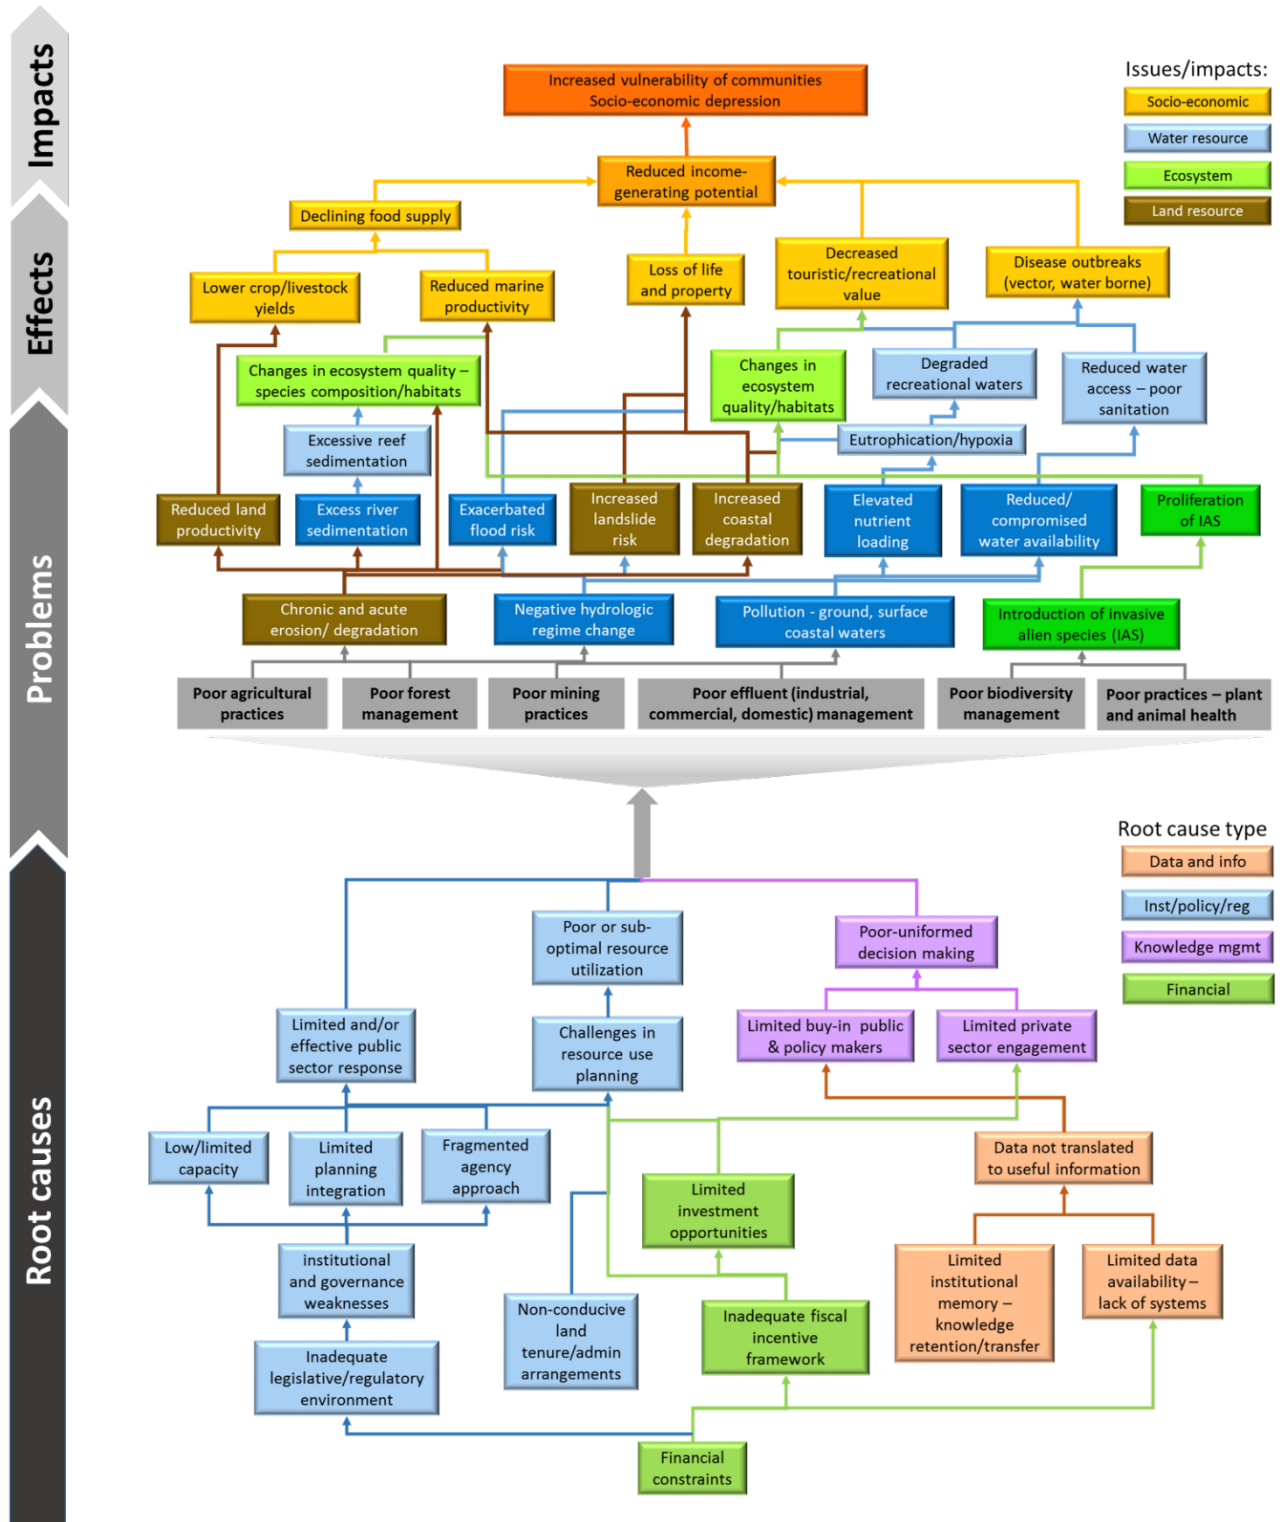 Impacts
Effects
Problems
Root causes
Issues/impacts:
Socio-economic
Water resource
Ecosystem
Land resource
Increased vulnerability of communities
Socio-economic depression
Reduced income-
generating potential
Declining food supply
Lower crop/livestock
yields
Reduced marine
productivity
Loss of life
and property
Decreased
touristic/recreational
value
Disease outbreaks
(vector, water borne)
Changes in ecosystem quality –
species composition/habitats
Changes in
ecosystem
quality/habitats
Degraded
recreational waters
Reduced water
access – poor
sanitation
Excessive reef
sedimentation
Eutrophication/hypoxia
Reduced land
productivity
Excess river
sedimentation
Exacerbated
flood risk
Increased
landslide
risk
Increased
coastal
degradation
Elevated
nutrient
loading
Reduced/
compromised
water availability
Proliferation
of IAS
Chronic and acute
erosion/ degradation
Negative hydrologic
regime change
Pollution - ground, surface
coastal waters
Introduction of invasive
alien species (IAS)
Poor agricultural
practices
Poor forest
management
Poor mining
practices
Poor effluent (industrial,
commercial, domestic) management
Poor biodiversity
management
Poor practices – plant
and animal health
Root cause type
Data and info
Inst/policy/reg
Knowledge mgmt
Financial
Poor or sub-
optimal resource
utilization
Poor-uniformed
decision making
Limited and/or
effective public
sector response
Challenges in
resource use
planning
Limited buy-in public
& policy makers
Limited private
sector engagement
Low/limited
capacity
Limited
planning
integration
Fragmented
agency
approach
Data not translated
to useful information
Limited
investment
opportunities
institutional
and governance
weaknesses
Limited
institutional
memory –
knowledge
retention/transfer
Limited data
availability –
lack of systems
Non-conducive
land
tenure/admin
arrangements
Inadequate fiscal
incentive
framework
Inadequate
legislative/regulatory
environment
Financial
constraints